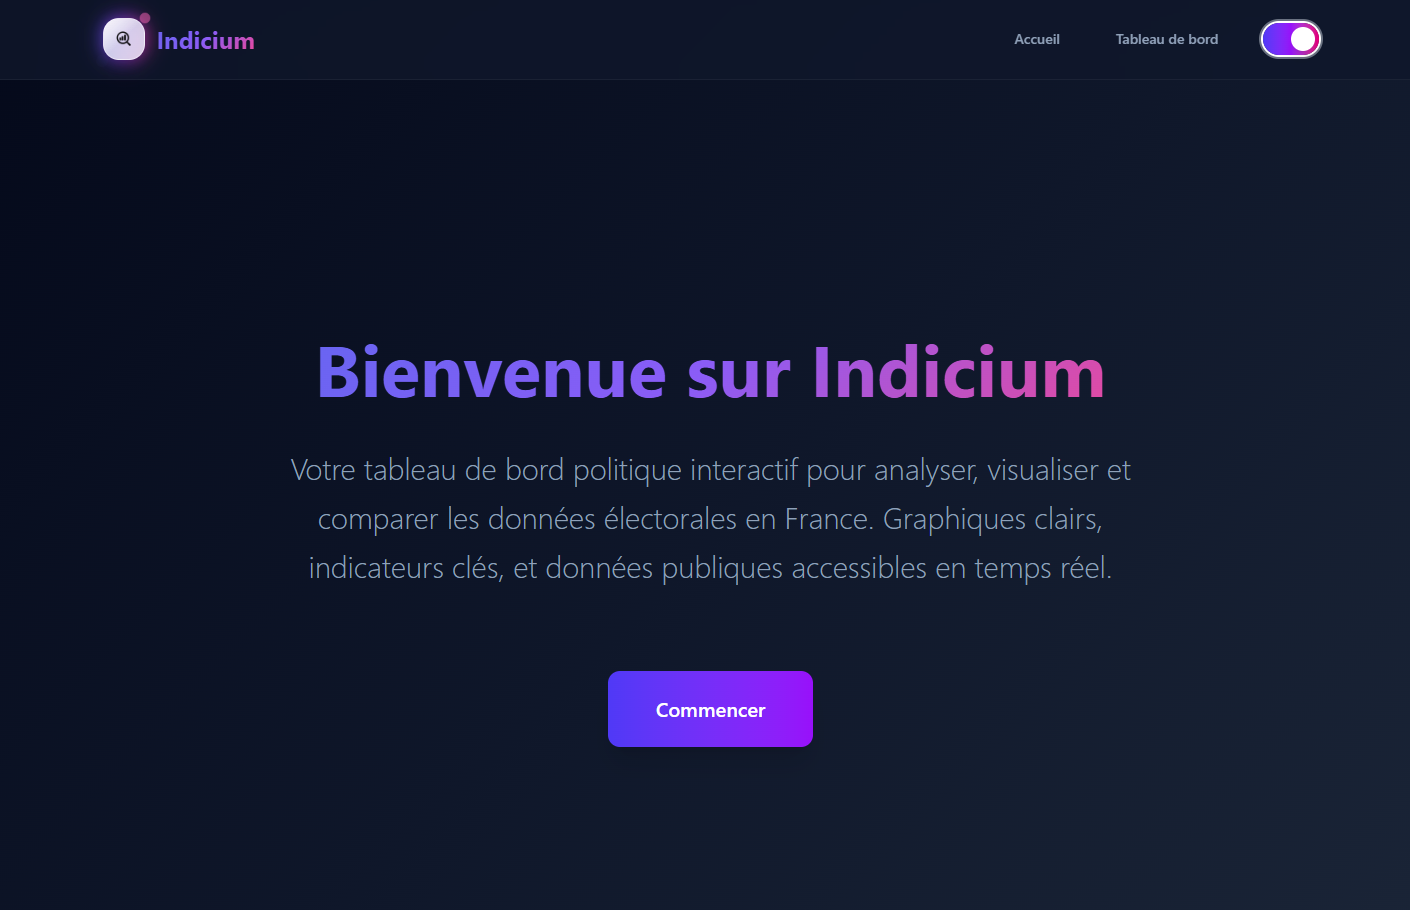 Indicium
Accueil
Tableau de bord
Bienvenue sur Indicium
Votre tableau de bord politique interactif pour analyser, visualiser et
comparer les données électorales en France. Graphiques clairs,
indicateurs clés, et données publiques accessibles en temps réel.
Commencer